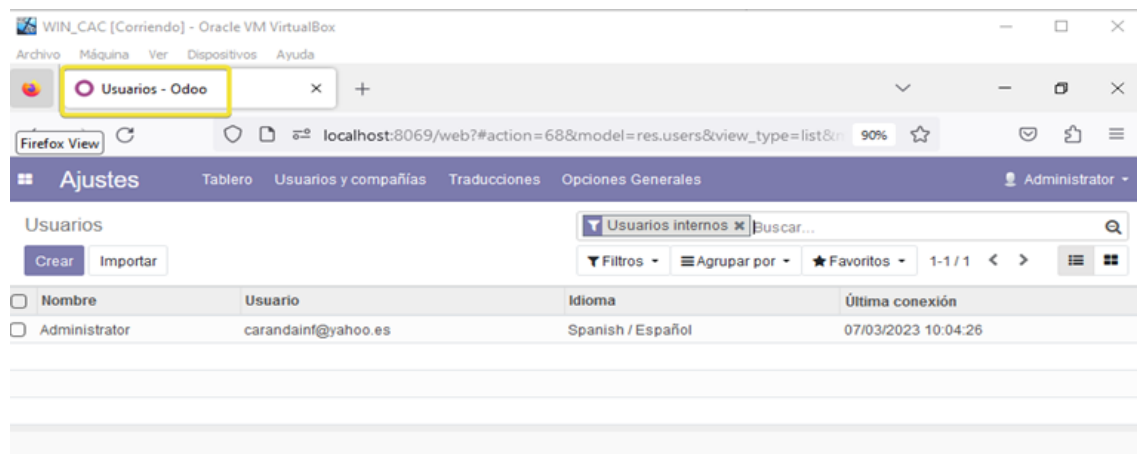 WIN_CAC [Corriendo] - Oracle VM VirtualBox
Archivo Máquina Ver Dispositivos Ayuda
Usuarios - Odoo
Firefox View
localhost:8069/web?#action=68&model=res.users&view_type=list& 90%
Ajustes Tablero Usuarios y compañías Traducciones Opciones Generales Administrator
Usuarios
Usuarios internos Buscar...
Crear Importar Filtros Agrupar por Favoritos 1-1 / 1
Nombre Usuario Idioma Última conexión
Administrator carandainf@yahoo.es Spanish / Español 07/03/2023 10:04:26